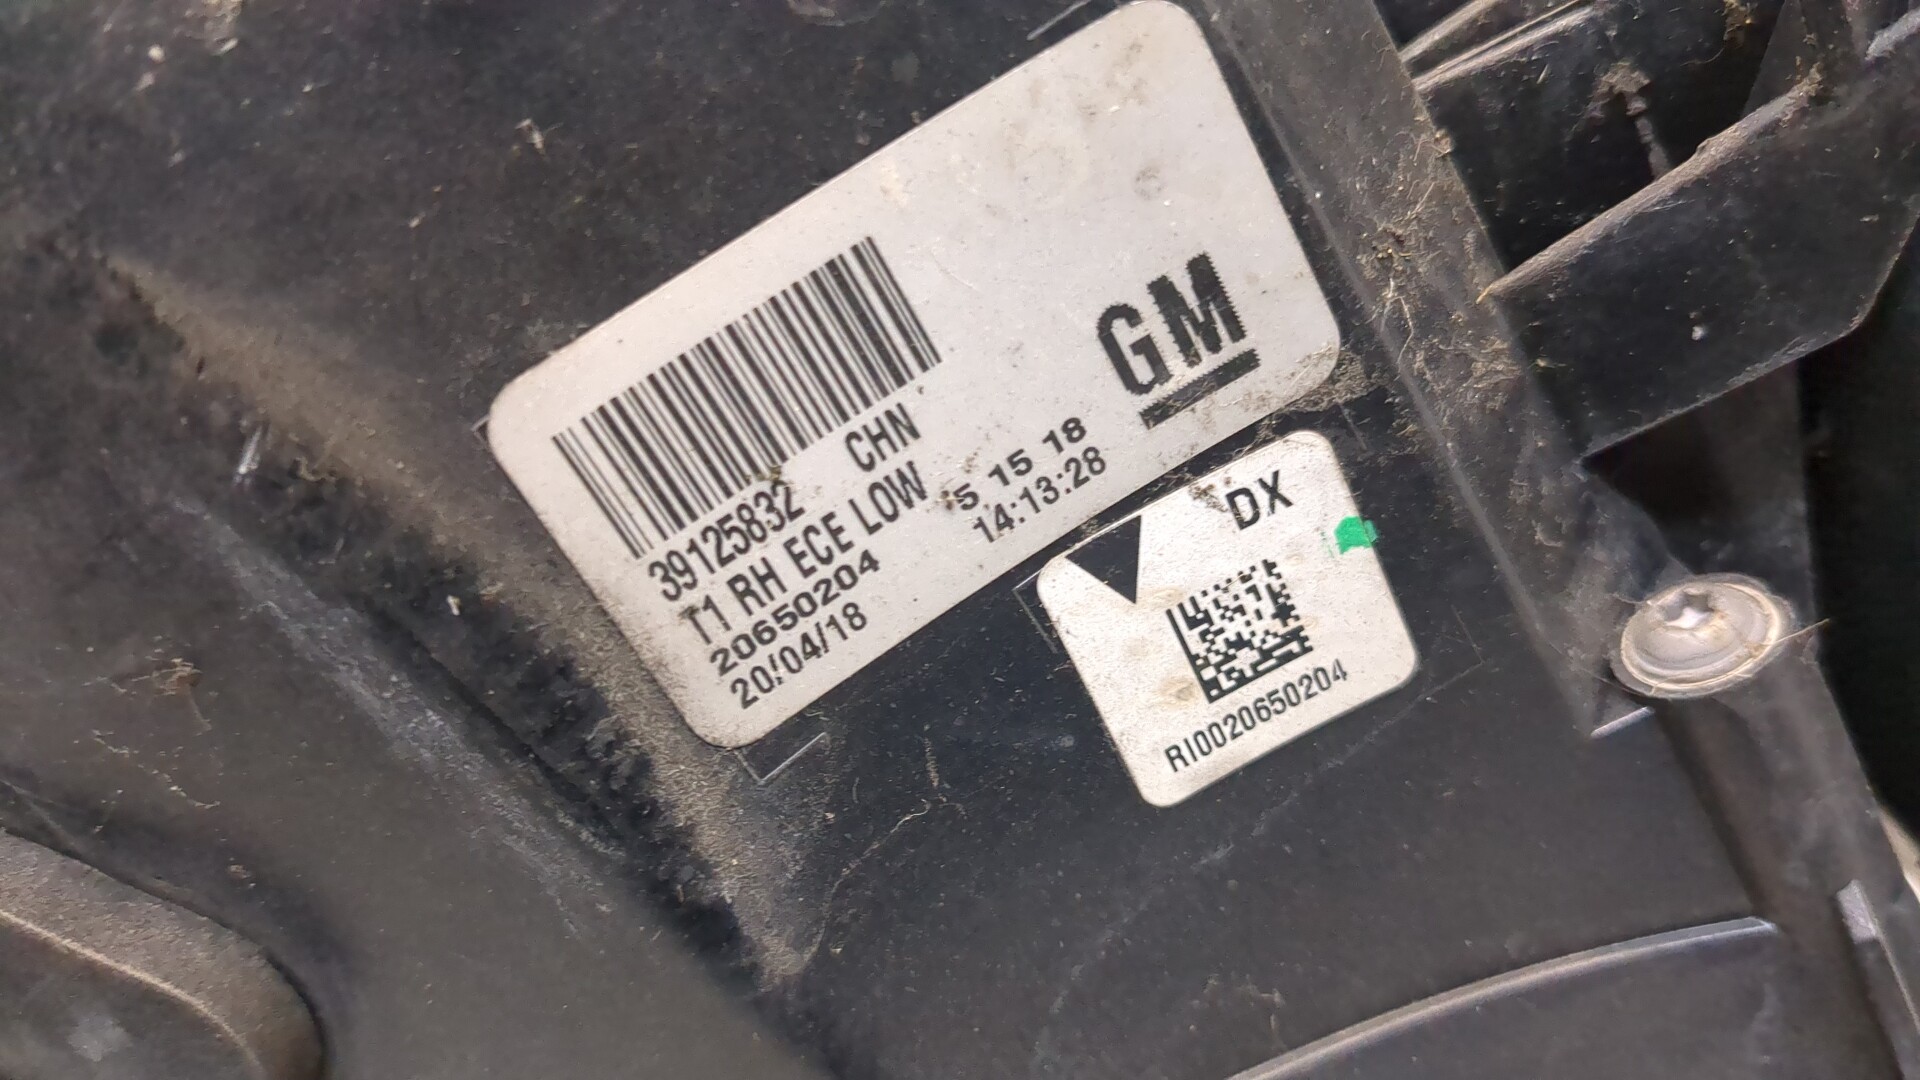 GM
39125832 CHN
T1 RH ECE LOW
20650204
20/04/18
5 15 18
14:13:28
DX
RI0020650204